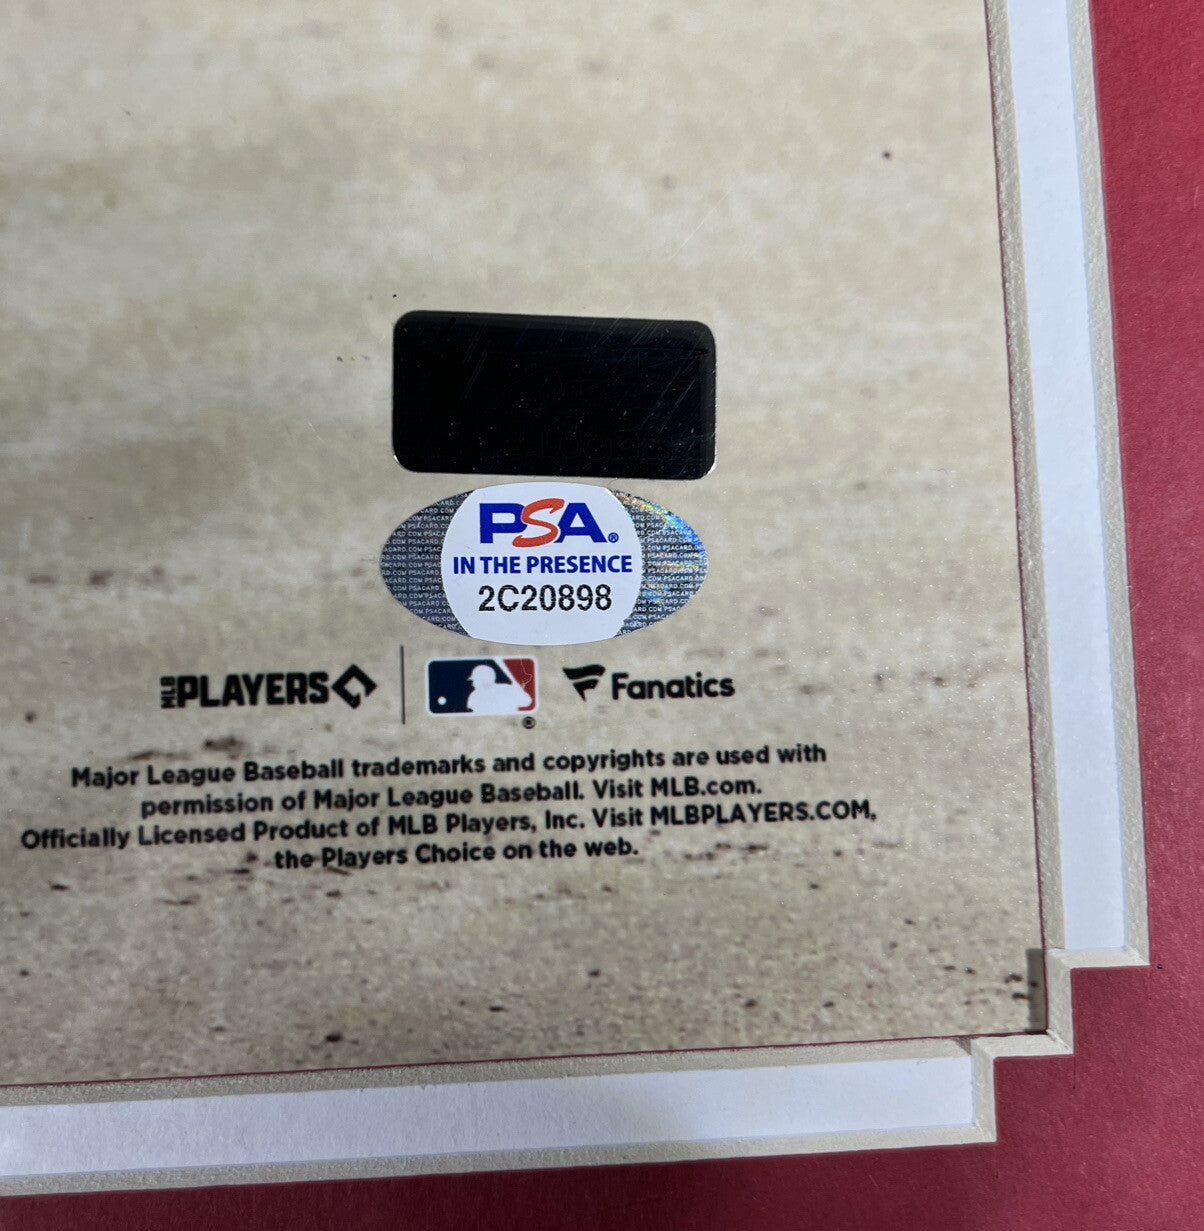 PSA®
IN THE PRESENCE
2C20898
MLB PLAYERS
®
Fanatics
Major League Baseball trademarks and copyrights are used with
permission of Major League Baseball. Visit MLB.com.
Officially Licensed Product of MLB Players, Inc. Visit MLBPLAYERS.COM,
the Players Choice on the web.